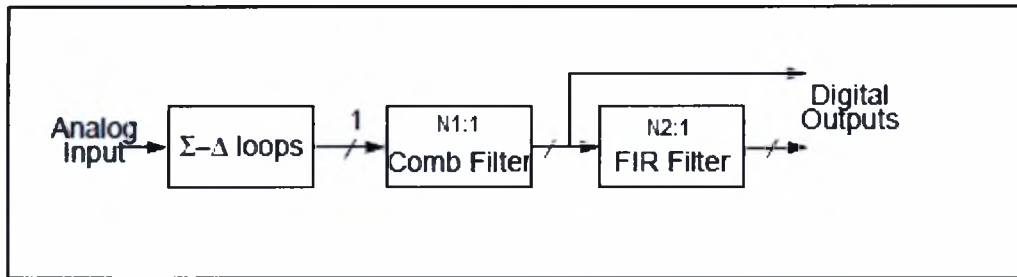 Analog
Input
Σ–Δ loops
1
N1:1
Comb Filter
N2:1
FIR Filter
Digital
Outputs